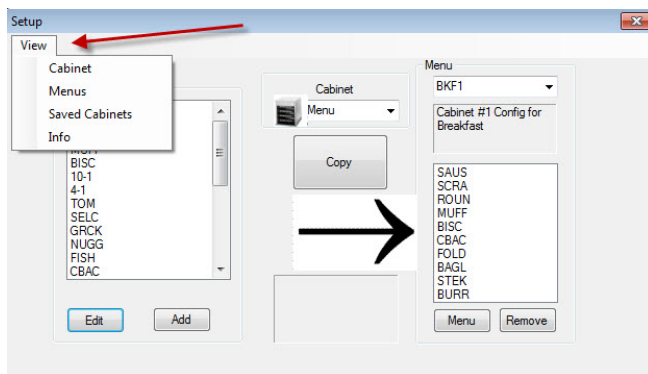 Setup
View
Cabinet
Menus
Saved Cabinets
Info
BISC
10-1
4-1
TOM
SELC
GRCK
NUGG
FISH
CBAC
Edit
Add
Cabinet
Menu
Copy
Menu
BKF1
Cabinet #1 Config for
Breakfast
SAUS
SCRA
ROUN
MUFF
BISC
CBAC
FOLD
BAGL
STEK
BURR
Menu
Remove